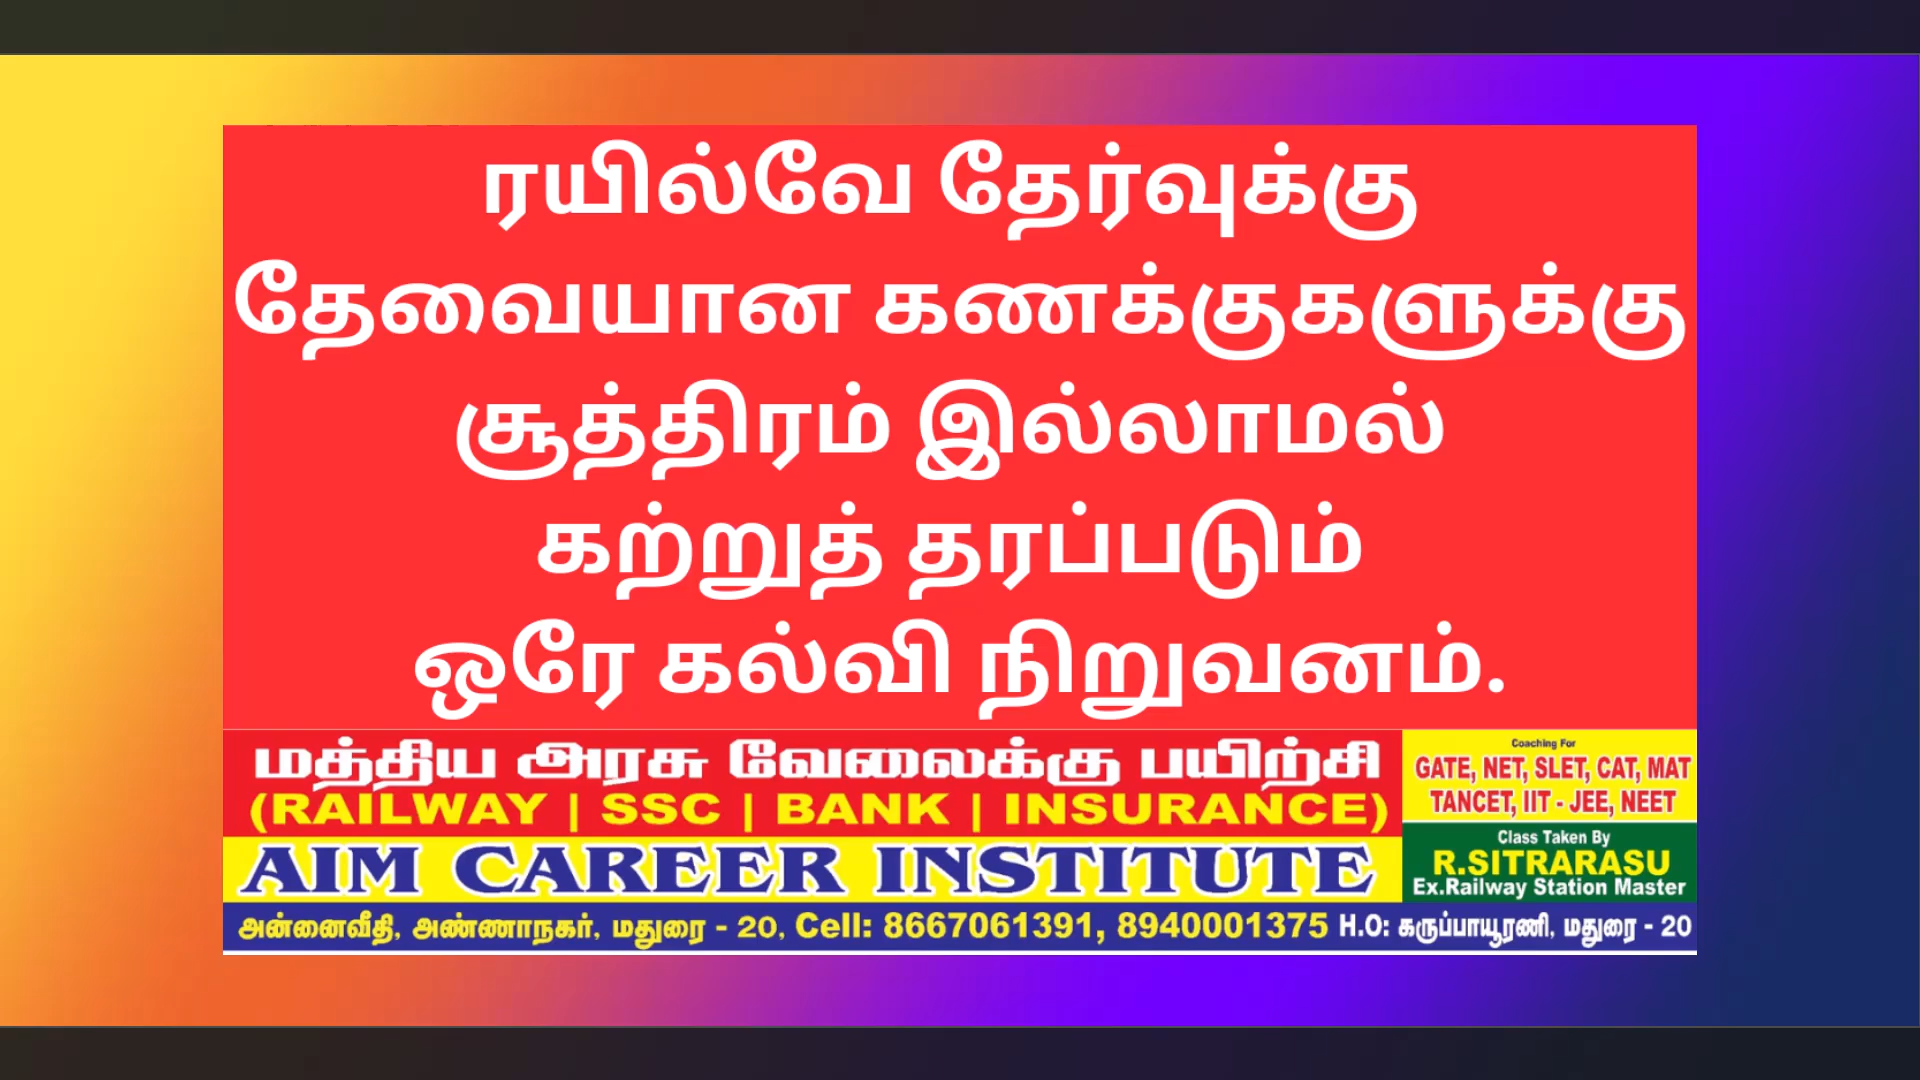 ரயில்வே தேர்வுக்கு
தேவையான கணக்குகளுக்கு
சூத்திரம் இல்லாமல்
கற்றுத் தரப்படும்
ஒரே கல்வி நிறுவனம்.
மத்திய அரசு வேலைக்கு பயிற்சி
(RAILWAY | SSC | BANK | INSURANCE)
AIM CAREER INSTITUTE
Coaching For
GATE, NET, SLET, CAT, MAT
TANCET, IIT - JEE, NEET
Class Taken By
R.SITRARASU
Ex.Railway Station Master
அன்னைவீதி, அண்ணாநகர், மதுரை - 20, Cell: 8667061391, 8940001375 H.O: கருப்பாயூரணி, மதுரை - 20